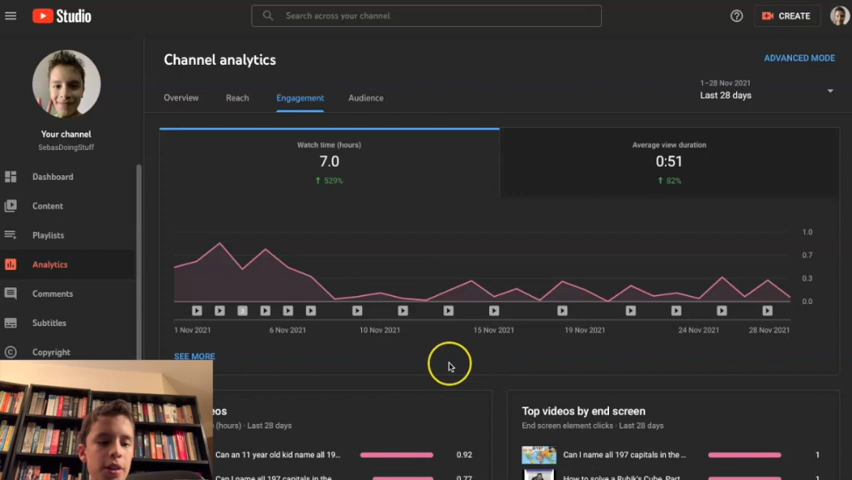 Studio
Search across your channel
CREATE
Your channel
SebasDoingStuff
Dashboard
Content
Playlists
Analytics
Comments
Subtitles
Copyright
Channel analytics
ADVANCED MODE
1–28 Nov 2021
Last 28 days
Overview Reach Engagement Audience
Watch time (hours)
7.0
529%
Average view duration
0:51
82%
1.0
0.7
0.3
0.0
3
1 Nov 2021 6 Nov 2021 10 Nov 2021 15 Nov 2021 19 Nov 2021 24 Nov 2021 28 Nov 2021
SEE MORE
(hours) · Last 28 days
Can an 11 year old kid name all 19... 0.92
Can I name all 197 capitals in the ... 0.77
Top videos by end screen
End screen element clicks · Last 28 days
Can I name all 197 capitals in the ... 1
How to solve a Rubik's Cube, Part 1